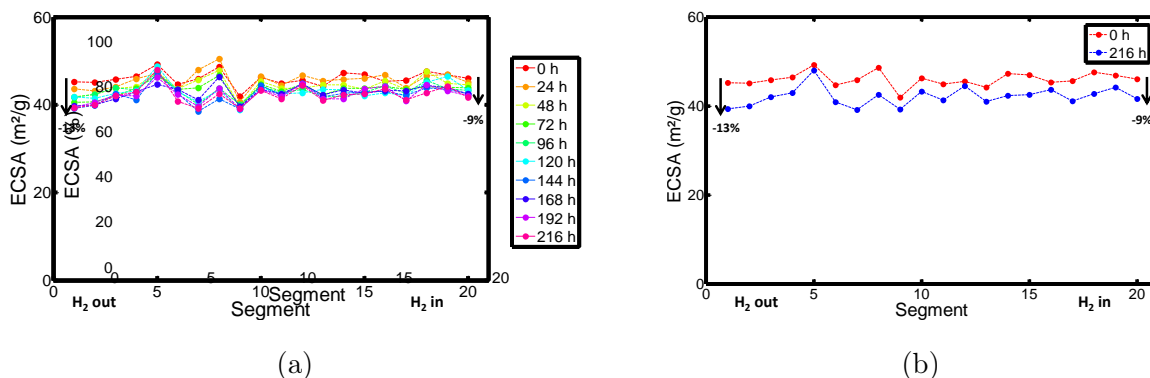 60
40
20
0
100
80
60
40
20
0
ECSA (m²/g)
ECSA (%)
-13%
-9%
0 5 10 15 20
0 5 10 15 20
H2 out
Segment
Segment
H2 in
0 h
24 h
48 h
72 h
96 h
120 h
144 h
168 h
192 h
216 h
(a)
60
40
20
0
ECSA (m²/g)
-13%
-9%
0 5 10 15 20
H2 out
Segment
H2 in
0 h
216 h
(b)